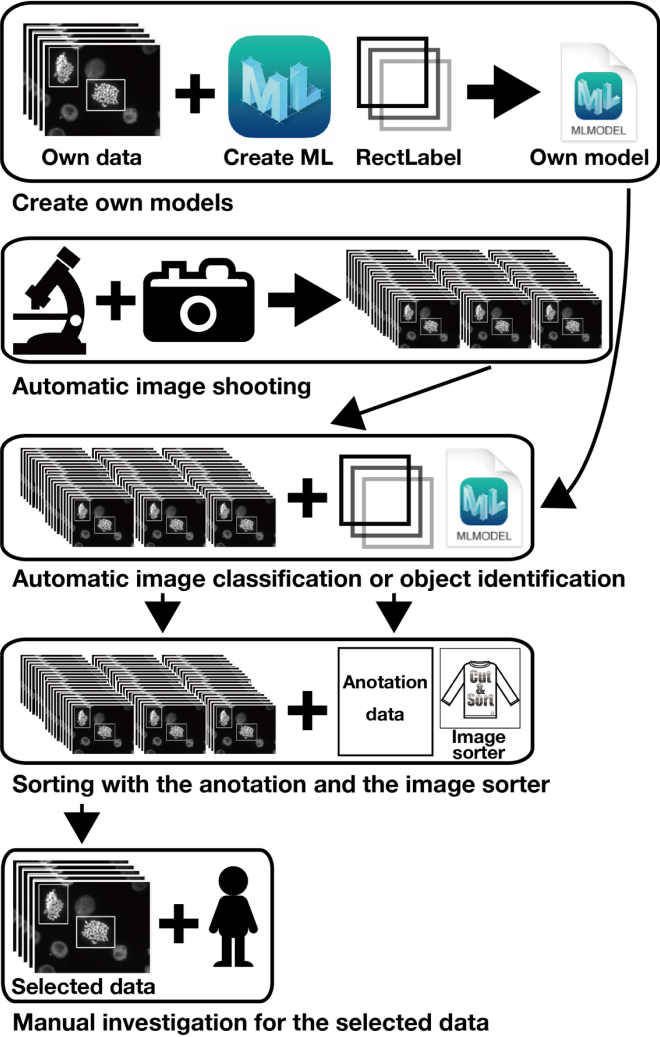 ML
MLMODEL
Own data
Create ML
RectLabel
Own model
Create own models
Automatic image shooting
ML
MLMODEL
Automatic image classification or object identification
Anotation
data
Cut
&
Sort
Image
sorter
Sorting with the anotation and the image sorter
Selected data
Manual investigation for the selected data